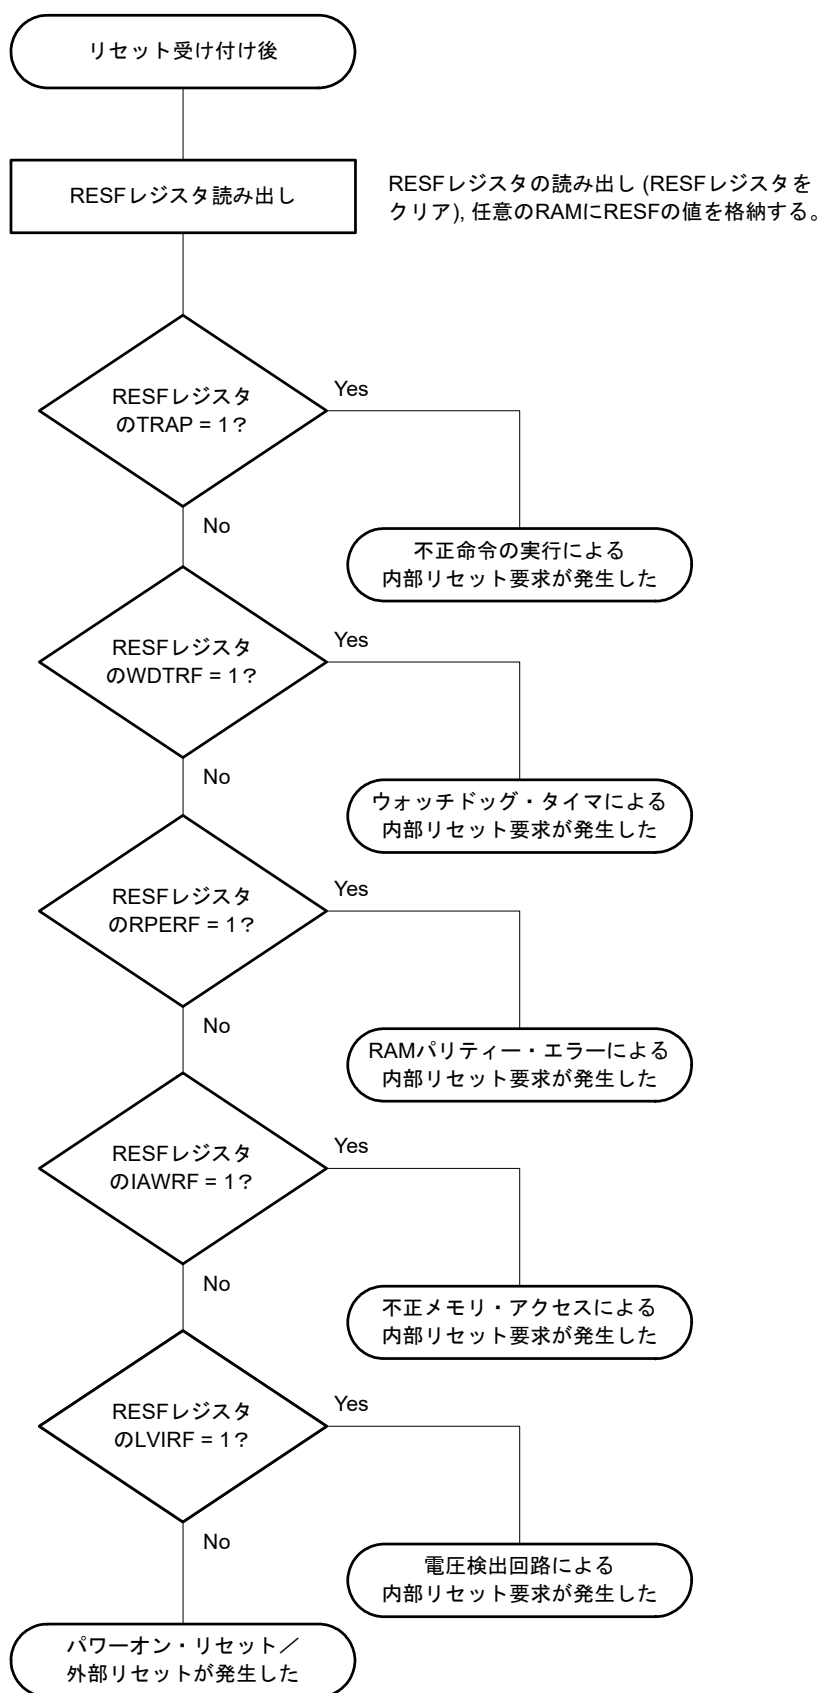 リセット受け付け後
RESFレジスタ読み出し
RESFレジスタの読み出し (RESFレジスタを
クリア), 任意のRAMにRESFの値を格納する。
RESFレジスタ
のTRAP = 1？
Yes
No
不正命令の実行による
内部リセット要求が発生した
RESFレジスタ
のWDTRF = 1？
Yes
No
ウォッチドッグ・タイマによる
内部リセット要求が発生した
RESFレジスタ
のRPERF = 1？
Yes
No
RAMパリティー・エラーによる
内部リセット要求が発生した
RESFレジスタ
のIAWRF = 1？
Yes
No
不正メモリ・アクセスによる
内部リセット要求が発生した
RESFレジスタ
のLVIRF = 1？
Yes
No
電圧検出回路による
内部リセット要求が発生した
パワーオン・リセット／
外部リセットが発生した